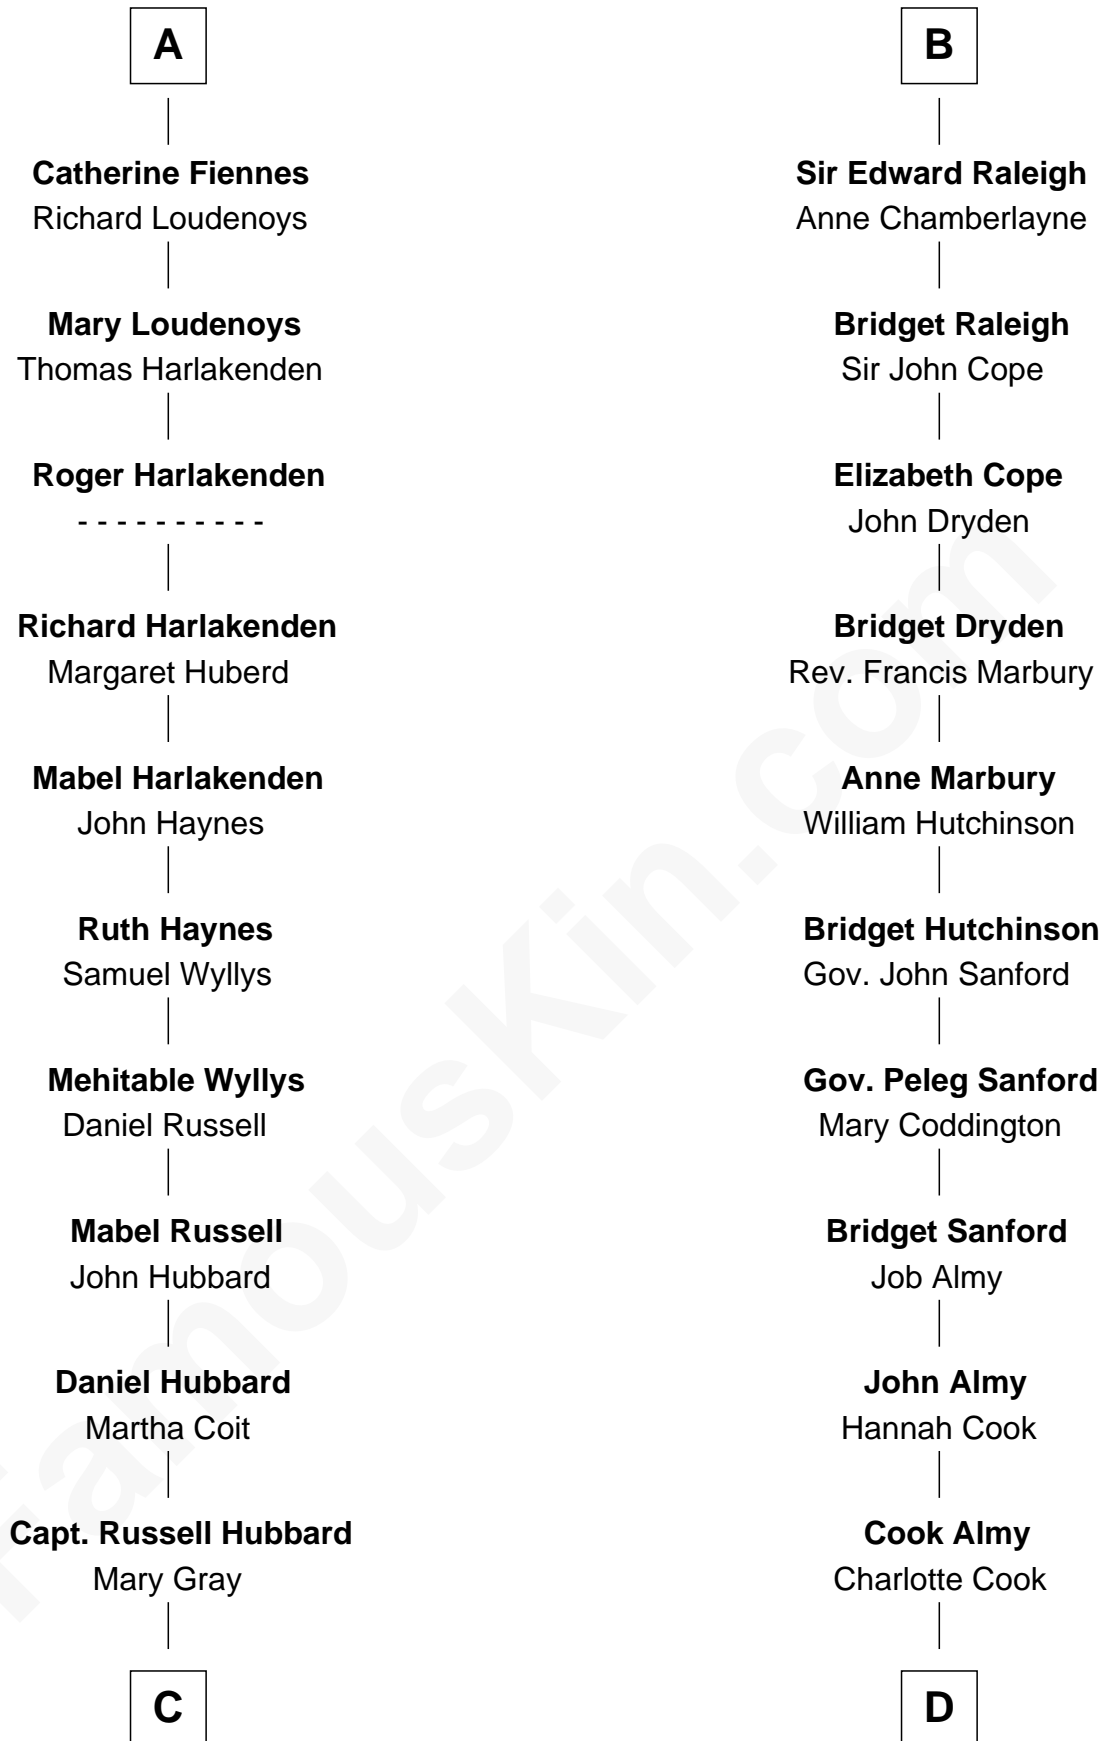 A
Catherine Fiennes
Richard Loudenoys
Mary Loudenoys
Thomas Harlakenden
Roger Harlakenden
- - - - - - - - - -
Richard Harlakenden
Margaret Huberd
Mabel Harlakenden
John Haynes
Ruth Haynes
Samuel Wyllys
Mehitable Wyllys
Daniel Russell
Mabel Russell
John Hubbard
Daniel Hubbard
Martha Coit
Capt. Russell Hubbard
Mary Gray
C
B
Sir Edward Raleigh
Anne Chamberlayne
Bridget Raleigh
Sir John Cope
Elizabeth Cope
John Dryden
Bridget Dryden
Rev. Francis Marbury
Anne Marbury
William Hutchinson
Bridget Hutchinson
Gov. John Sanford
Gov. Peleg Sanford
Mary Coddington
Bridget Sanford
Job Almy
John Almy
Hannah Cook
Cook Almy
Charlotte Cook
D
FamousKin.com